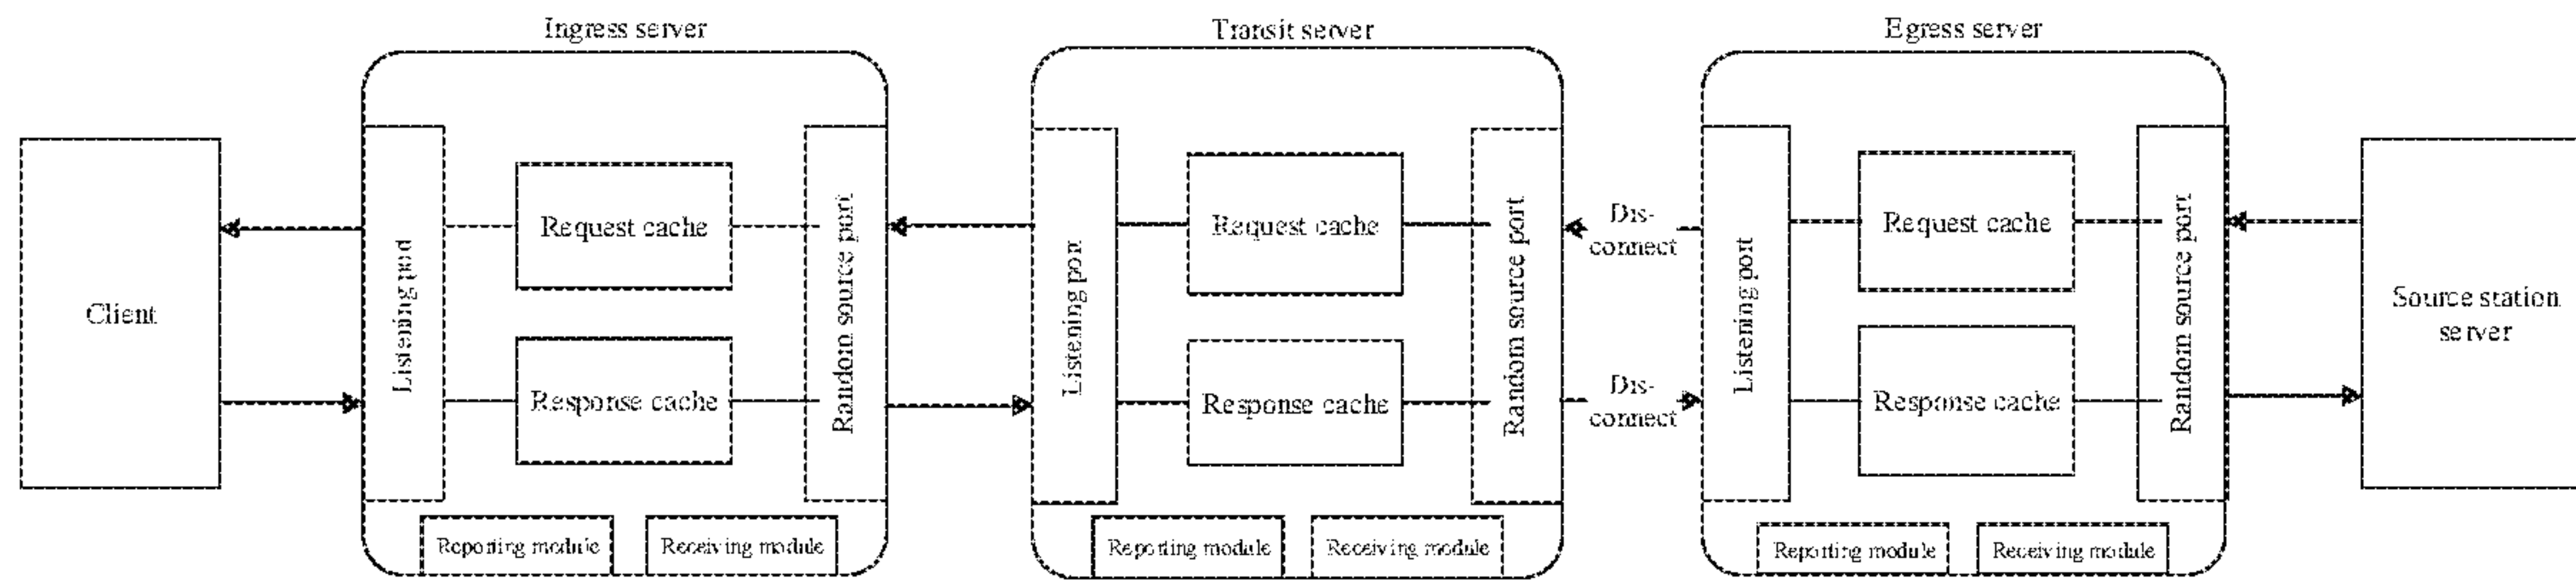 Ingress server
Transit server
Egress server
Client
Listening port
Request cache
Response cache
Random source port
Reporting module
Receiving module
Listening port
Request cache
Response cache
Random source port
Reporting module
Receiving module
Dis-
connect
Dis-
connect
Listening port
Request cache
Response cache
Random source port
Reporting module
Receiving module
Source station
server